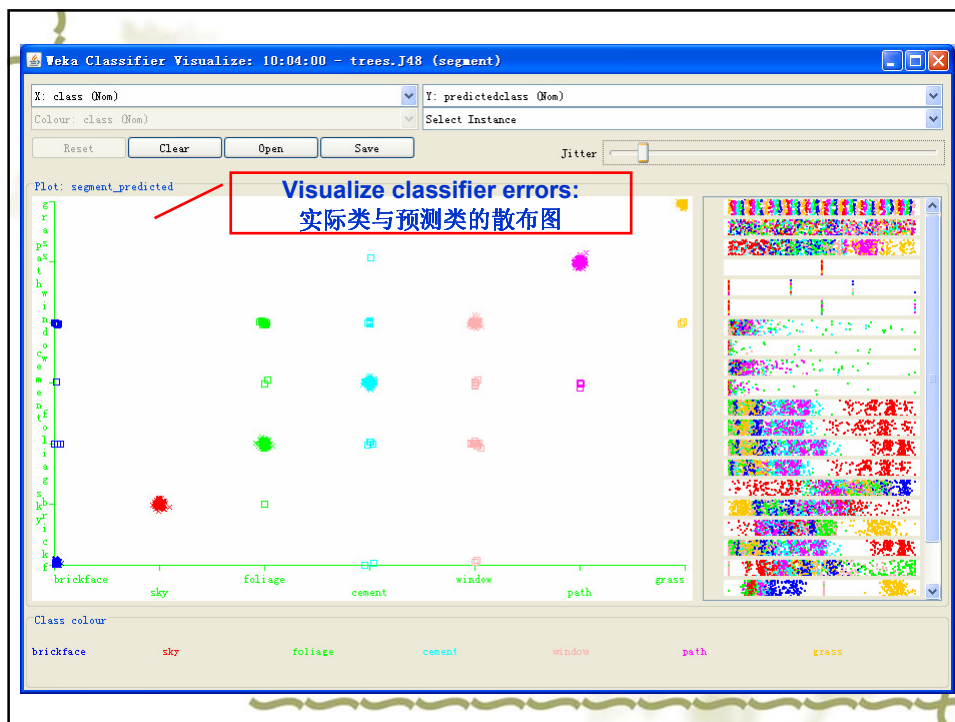 Weka Classifier Visualize: 10:04:00 - trees.J48 (segment)
X: class (Nom)
Y: predictedclass (Nom)
Colour: class (Nom)
Select Instance
Reset
Clear
Open
Save
Jitter
Plot: segment_predicted
Visualize classifier errors:
实际类与预测类的散布图
brickface
sky
foliage
cement
window
path
grass
Class colour
brickface
sky
foliage
cement
window
path
grass